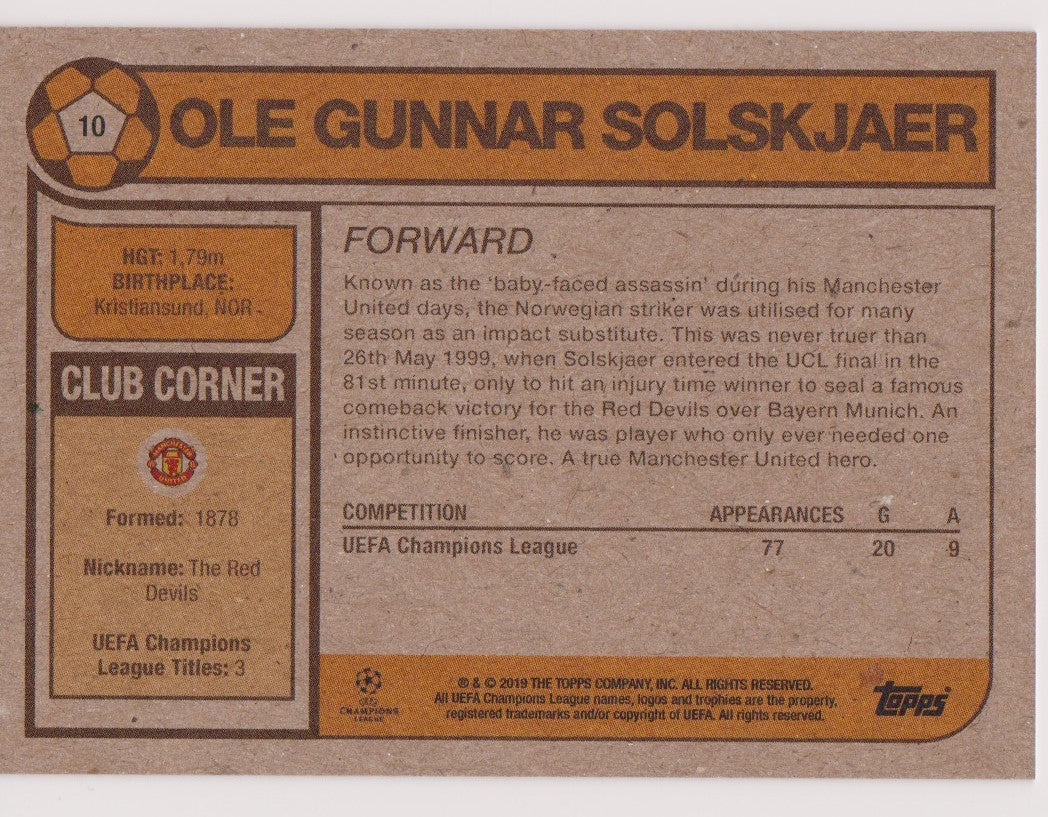 10
OLE GUNNAR SOLSKJAER
HGT: 1,79m
BIRTHPLACE:
Kristiansund, NOR
CLUB CORNER
MANCHESTER
UNITED
Formed: 1878
Nickname: The Red
Devils
UEFA Champions
League Titles: 3
FORWARD
Known as the 'baby-faced assassin' during his Manchester
United days, the Norwegian striker was utilised for many
season as an impact substitute. This was never truer than
26th May 1999, when Solskjaer entered the UCL final in the
81st minute, only to hit an injury time winner to seal a famous
comeback victory for the Red Devils over Bayern Munich. An
instinctive finisher, he was player who only ever needed one
opportunity to score. A true Manchester United hero.
COMPETITION APPEARANCES G A
UEFA Champions League 77 20 9
CHAMPIONS
LEAGUE
® & © 2019 THE TOPPS COMPANY, INC. ALL RIGHTS RESERVED.
All UEFA Champions League names, logos and trophies are the property,
registered trademarks and/or copyright of UEFA. All rights reserved.
Topps